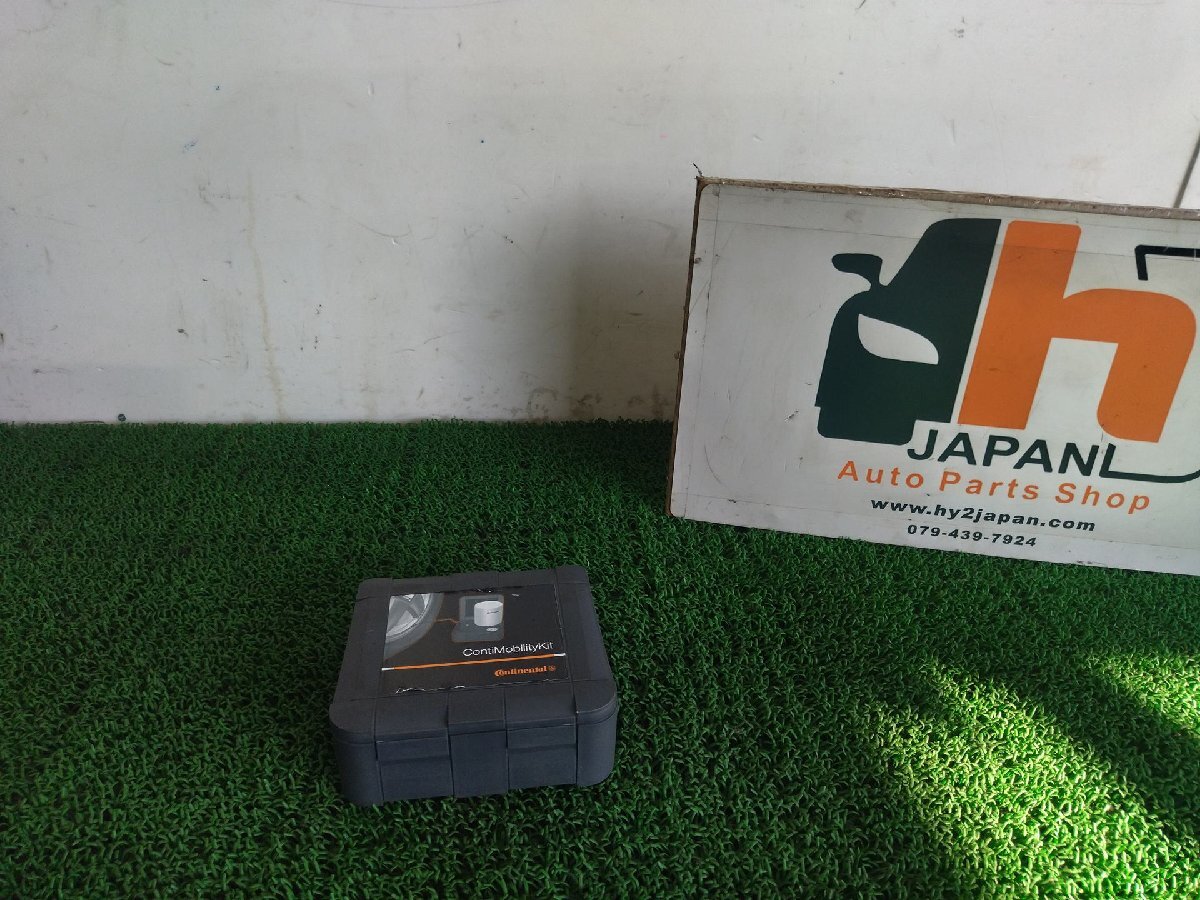 h
JAPAN
Auto Parts Shop
www.hy2japan.com
079-439-7924
ContiMobilityKit
Continental